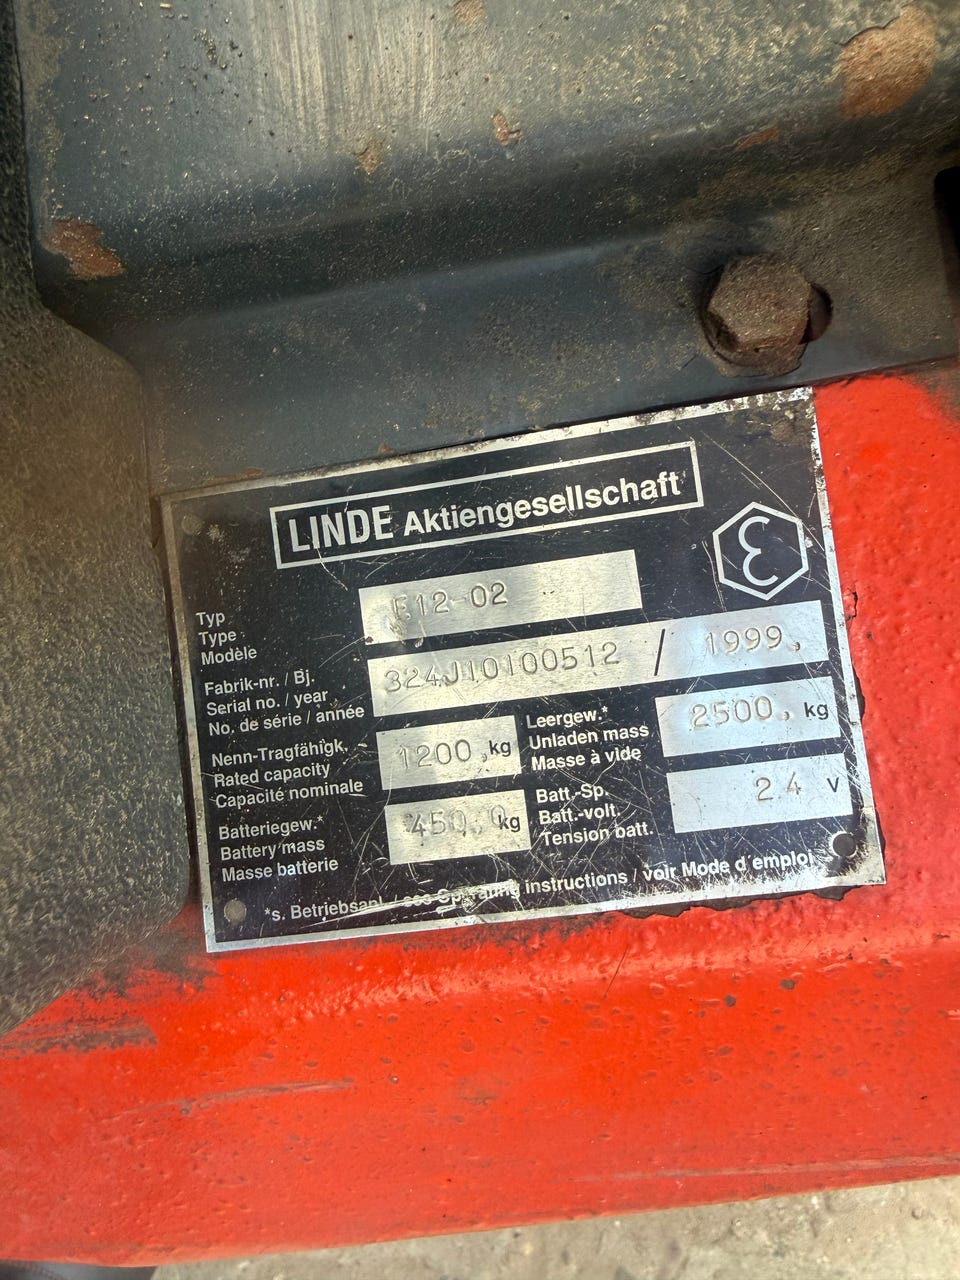 LINDE Aktiengesellschaft
ε
Typ
Type
Modèle
E12-02
Fabrik-nr. / Bj.
Serial no. / year
No. de série / année
324J10100512 / 1999.
Nenn-Tragfähigk.
Rated capacity
Capacité nominale
1200. kg
Leergew.*
Unladen mass
Masse à vide
2500. kg
Batteriegew.*
Battery mass
Masse batterie
450.0 kg
Batt.-Sp.
Batt.-volt.
Tension batt.
24 V
*s. Betriebsanl. / see Operating instructions / voir Mode d'emploi